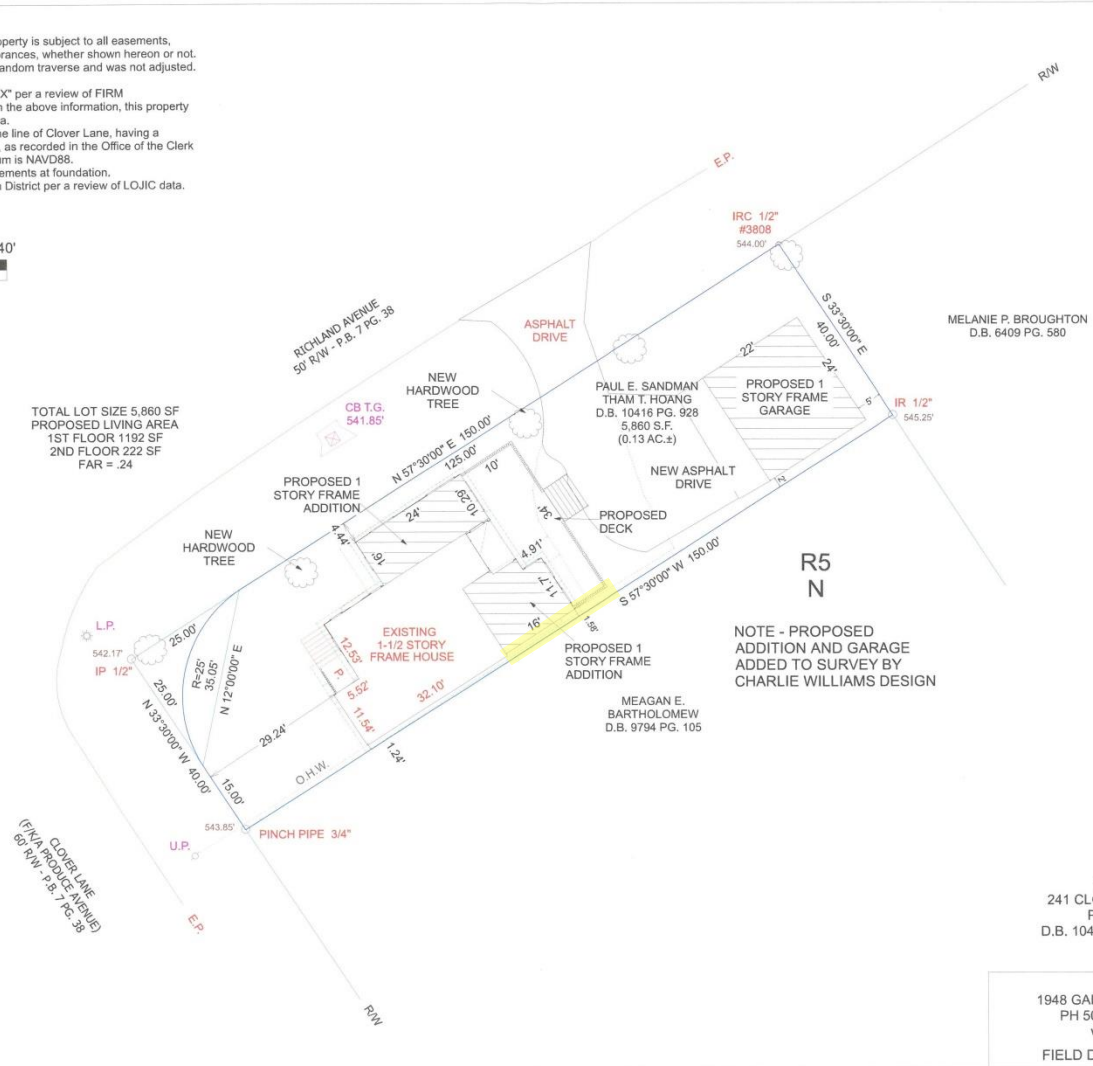 operty is subject to all easements,
orances, whether shown hereon or not.
andom traverse and was not adjusted.
X" per a review of FIRM
n the above information, this property
a.
ne line of Clover Lane, having a
, as recorded in the Office of the Clerk
um is NAVD88.
ements at foundation.
n District per a review of LOJIC data.
40'
R/W
E.P.
IRC 1/2"
#3808
544.00'
S 33°30'00" E
40.00'
MELANIE P. BROUGHTON
D.B. 6409 PG. 580
RICHLAND AVENUE
50' R/W - P.B. 7 PG. 38
ASPHALT
DRIVE
22'
24'
PROPOSED 1
STORY FRAME
GARAGE
5'
IR 1/2"
545.25'
NEW
HARDWOOD
TREE
PAUL E. SANDMAN
THAM T. HOANG
D.B. 10416 PG. 928
5,860 S.F.
(0.13 AC.±)
TOTAL LOT SIZE 5,860 SF
PROPOSED LIVING AREA
1ST FLOOR 1192 SF
2ND FLOOR 222 SF
FAR = .24
CB T.G.
541.85'
N 57°30'00" E 150.00'
125.00'
10'
NEW ASPHALT
DRIVE
2'
PROPOSED 1
STORY FRAME
ADDITION
24'
10.29'
34'
PROPOSED
DECK
4.44'
16'
4.91'
11.7'
NEW
HARDWOOD
TREE
S 57°30'00" W 150.00'
R5
N
16'
1.58'
L.P.
542.17'
IP 1/2"
25.00'
EXISTING
1-1/2 STORY
FRAME HOUSE
12.53'
P.
5.52'
11.54'
32.10'
PROPOSED 1
STORY FRAME
ADDITION
NOTE - PROPOSED
ADDITION AND GARAGE
ADDED TO SURVEY BY
CHARLIE WILLIAMS DESIGN
R=25'
35.05'
N 12°00'00" E
25.00'
N 33°30'00" W 40.00'
MEAGAN E.
BARTHOLOMEW
D.B. 9794 PG. 105
29.24'
1.24'
O.H.W.
15.00'
543.85'
PINCH PIPE 3/4"
U.P.
CLOVER LANE
(F/K/A PRODUCE AVENUE)
60' R/W - P.B. 7 PG. 38
E.P.
R/W
241 CL
D.B. 104
1948 GA
PH 50
FIELD D